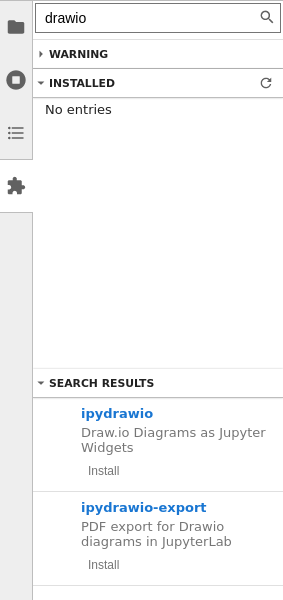 drawio
WARNING
INSTALLED
No entries
SEARCH RESULTS
ipydrawio
Draw.io Diagrams as Jupyter
Widgets
Install
ipydrawio-export
PDF export for Drawio
diagrams in JupyterLab
Install